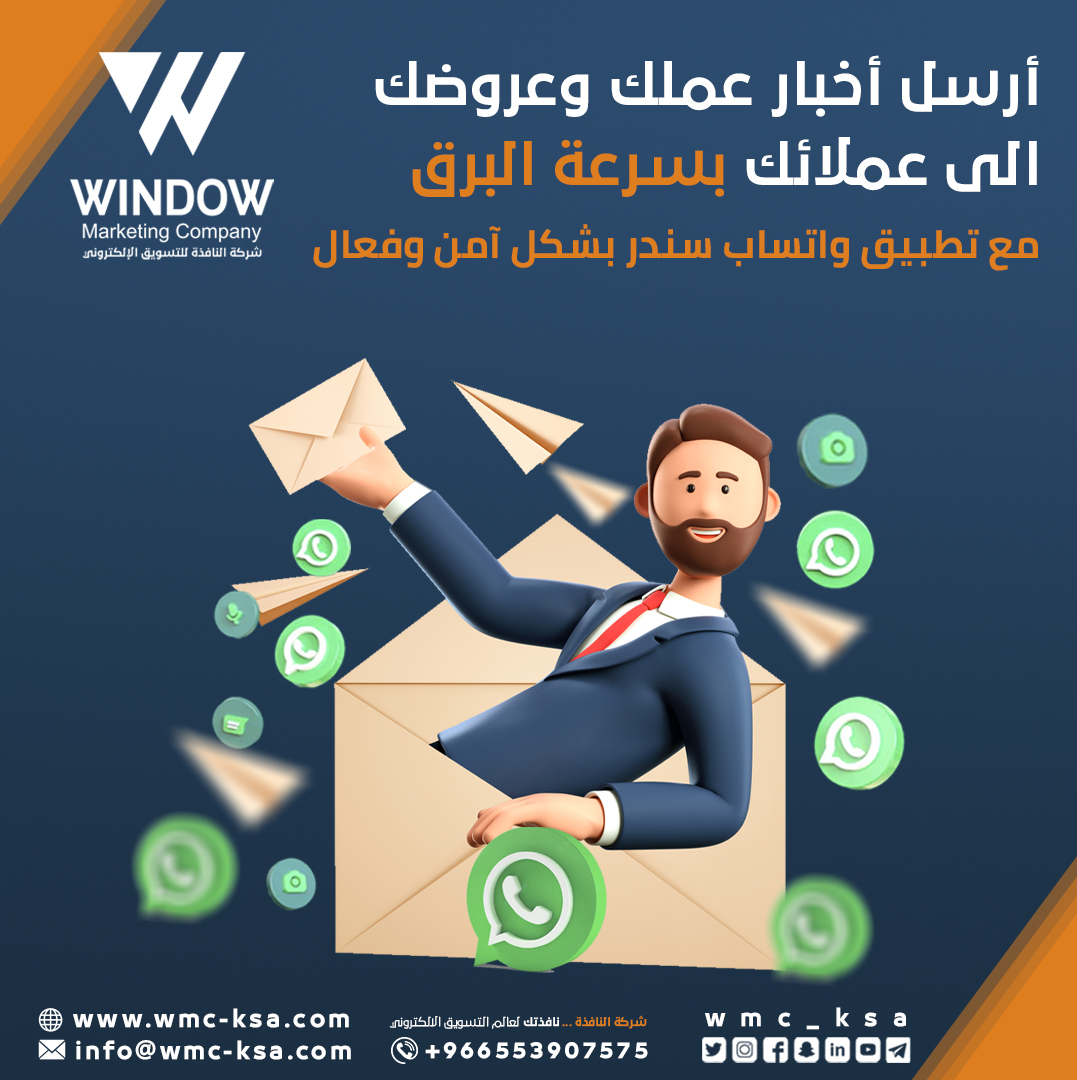 WINDOW
Marketing Company
شركة النافذة للتسويق الإلكتروني
أرسل أخبار عملك وعروضك
الى عملائك بسرعة البرق
مع تطبيق واتساب سندر بشكل آمن وفعال
www.wmc-ksa.com
info@wmc-ksa.com
شركة النافذة ... نافذتك لعالم التسويق الالكتروني
+966553907575
wmc_ksa